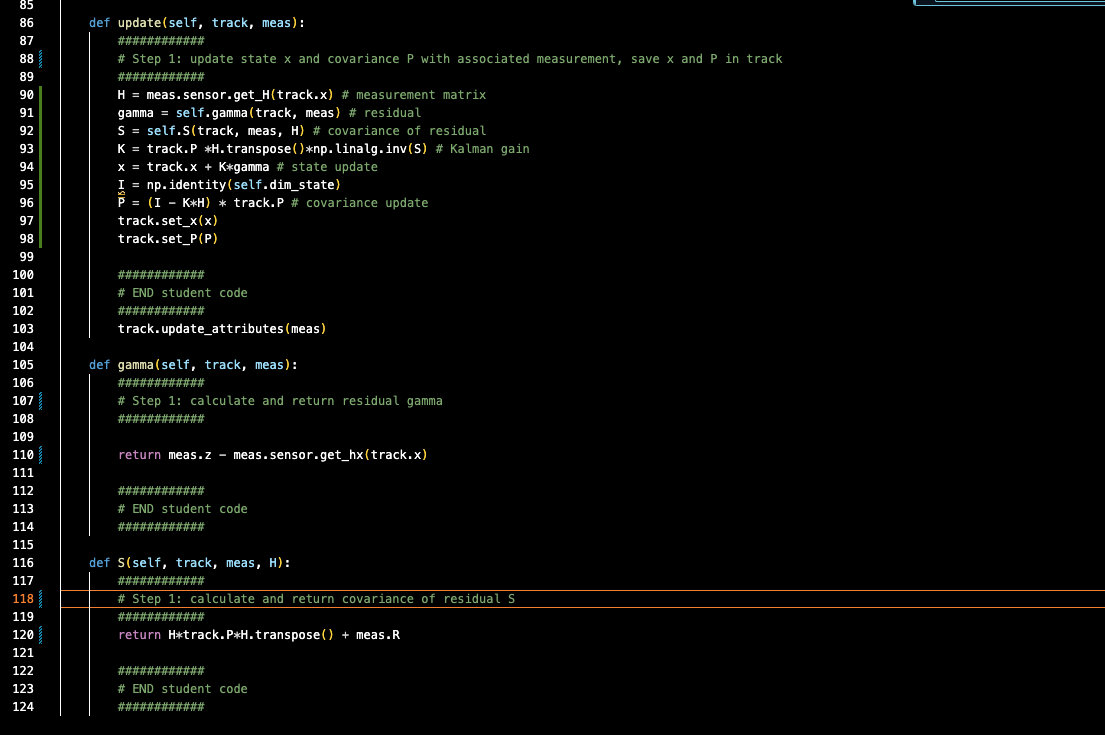 85
86 def update(self, track, meas):
87 ############
88 # Step 1: update state x and covariance P with associated measurement, save x and P in track
89 ############
90 H = meas.sensor.get_H(track.x) # measurement matrix
91 gamma = self.gamma(track, meas) # residual
92 S = self.S(track, meas, H) # covariance of residual
93 K = track.P *H.transpose()*np.linalg.inv(S) # Kalman gain
94 x = track.x + K*gamma # state update
95 I = np.identity(self.dim_state)
96 P = (I - K*H) * track.P # covariance update
97 track.set_x(x)
98 track.set_P(P)
99
100 ############
101 # END student code
102 ############
103 track.update_attributes(meas)
104
105 def gamma(self, track, meas):
106 ############
107 # Step 1: calculate and return residual gamma
108 ############
109
110 return meas.z - meas.sensor.get_hx(track.x)
111
112 ############
113 # END student code
114 ############
115
116 def S(self, track, meas, H):
117 ############
118 # Step 1: calculate and return covariance of residual S
119 ############
120 return H*track.P*H.transpose() + meas.R
121
122 ############
123 # END student code
124 ############